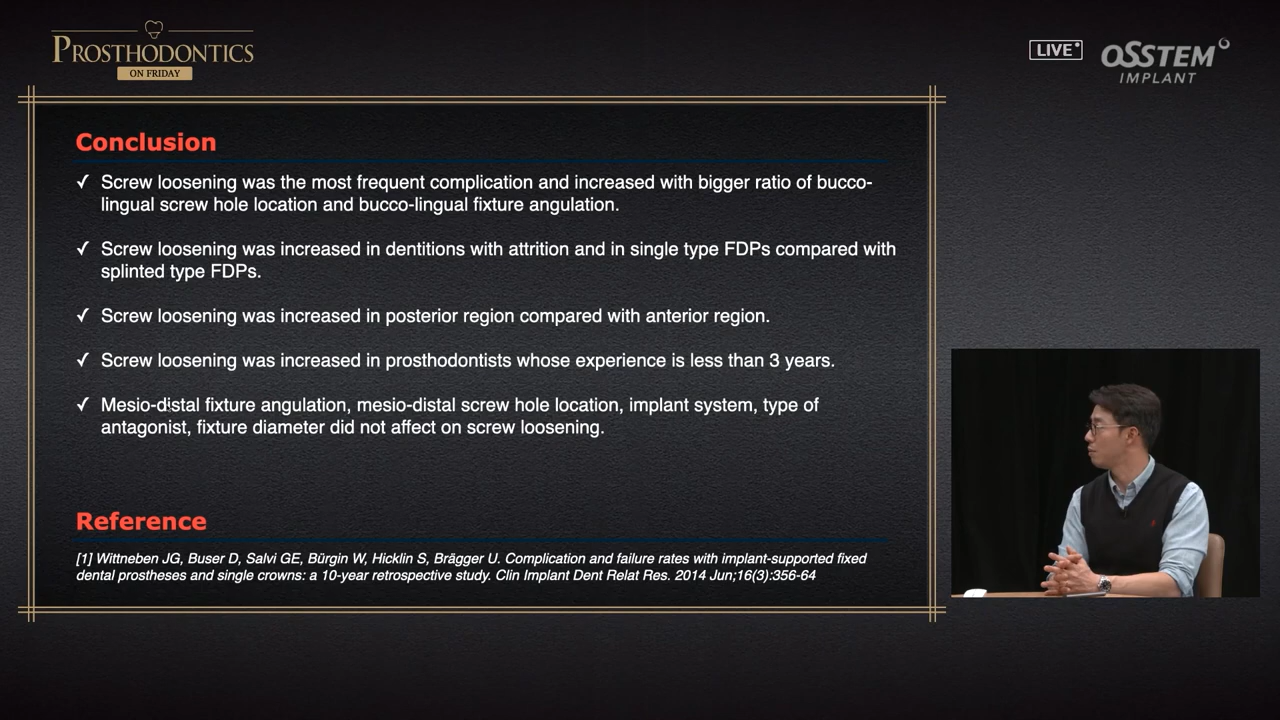 PROSTHODONTICS
ON FRIDAY
LIVE
OSSTEM
IMPLANT
Conclusion
✓ Screw loosening was the most frequent complication and increased with bigger ratio of bucco-
lingual screw hole location and bucco-lingual fixture angulation.
✓ Screw loosening was increased in dentitions with attrition and in single type FDPs compared with
splinted type FDPs.
✓ Screw loosening was increased in posterior region compared with anterior region.
✓ Screw loosening was increased in prosthodontists whose experience is less than 3 years.
✓ Mesio-distal fixture angulation, mesio-distal screw hole location, implant system, type of
antagonist, fixture diameter did not affect on screw loosening.
Reference
[1] Wittneben JG, Buser D, Salvi GE, Bürgin W, Hicklin S, Brägger U. Complication and failure rates with implant-supported fixed
dental prostheses and single crowns: a 10-year retrospective study. Clin Implant Dent Relat Res. 2014 Jun;16(3):356-64